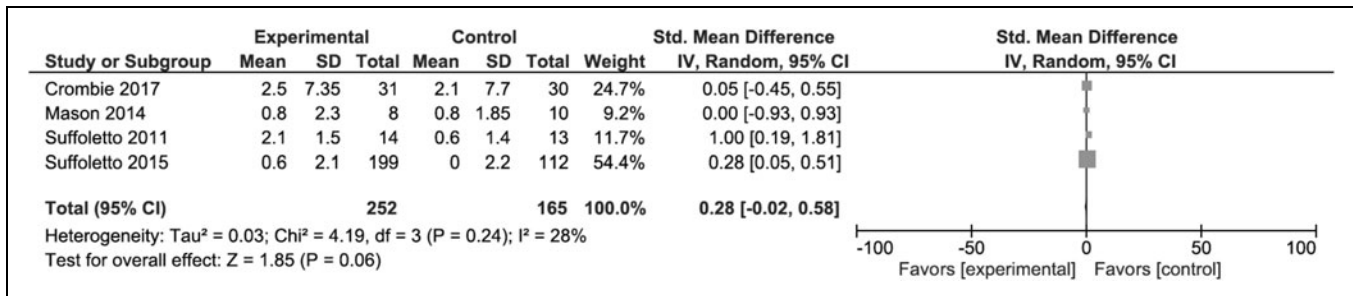 Experimental Control Std. Mean Difference Std. Mean Difference
Study or Subgroup Mean SD Total Mean SD Total Weight IV, Random, 95% CI IV, Random, 95% CI
Crombie 2017 2.5 7.35 31 2.1 7.7 30 24.7% 0.05 [-0.45, 0.55]
Mason 2014 0.8 2.3 8 0.8 1.85 10 9.2% 0.00 [-0.93, 0.93]
Suffoletto 2011 2.1 1.5 14 0.6 1.4 13 11.7% 1.00 [0.19, 1.81]
Suffoletto 2015 0.6 2.1 199 0 2.2 112 54.4% 0.28 [0.05, 0.51]
Total (95% CI) 252 165 100.0% 0.28 [-0.02, 0.58]
Heterogeneity: Tau² = 0.03; Chi² = 4.19, df = 3 (P = 0.24); I² = 28%
Test for overall effect: Z = 1.85 (P = 0.06)
-100 -50 0 50 100
Favors [experimental] Favors [control]